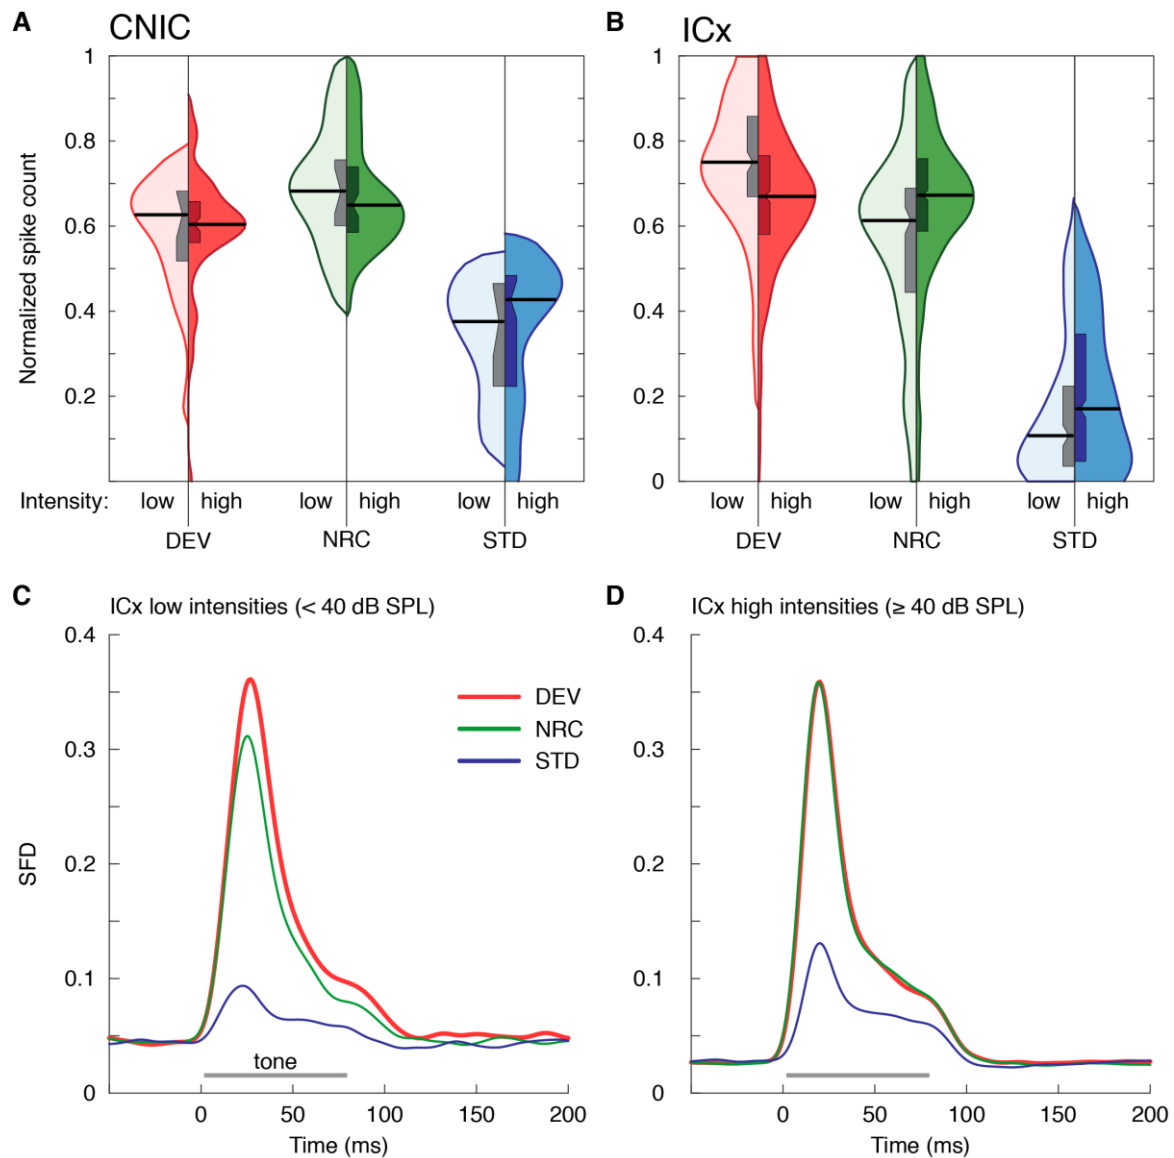 A CNIC
B ICx
Normalized spike count
1
0.8
0.6
0.4
0.2
1
0.8
0.6
0.4
0.2
0
Intensity: low high low high low high
DEV NRC STD
low high low high low high
DEV NRC STD
C ICx low intensities (< 40 dB SPL)
D ICx high intensities (≥ 40 dB SPL)
SFD
0.4
0.3
0.2
0.1
0
DEV
NRC
STD
tone
0 50 100 150 200
Time (ms)
0.4
0.3
0.2
0.1
0
0 50 100 150 200
Time (ms)